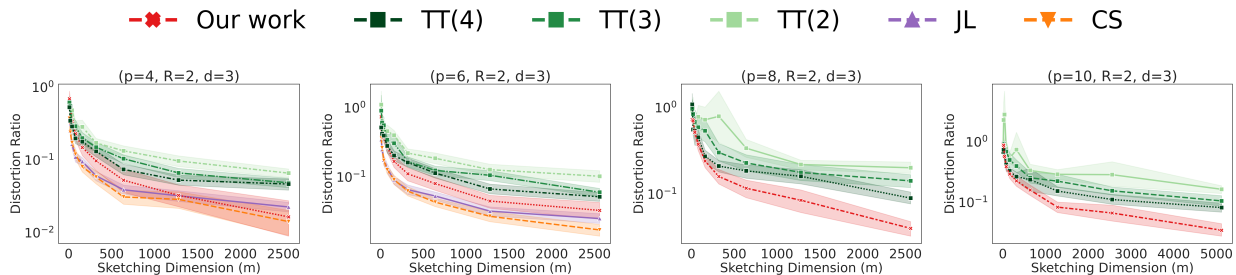 Our work TT(4) TT(3) TT(2) JL CS
(p=4, R=2, d=3) (p=6, R=2, d=3) (p=8, R=2, d=3) (p=10, R=2, d=3)
Distortion Ratio Distortion Ratio Distortion Ratio Distortion Ratio
10^0 10^-1 10^-2
10^0 10^-1
10^0 10^-1
10^0 10^-1
0 500 1000 1500 2000 2500 0 500 1000 1500 2000 2500 0 500 1000 1500 2000 2500 0 1000 2000 3000 4000 5000
Sketching Dimension (m) Sketching Dimension (m) Sketching Dimension (m) Sketching Dimension (m)